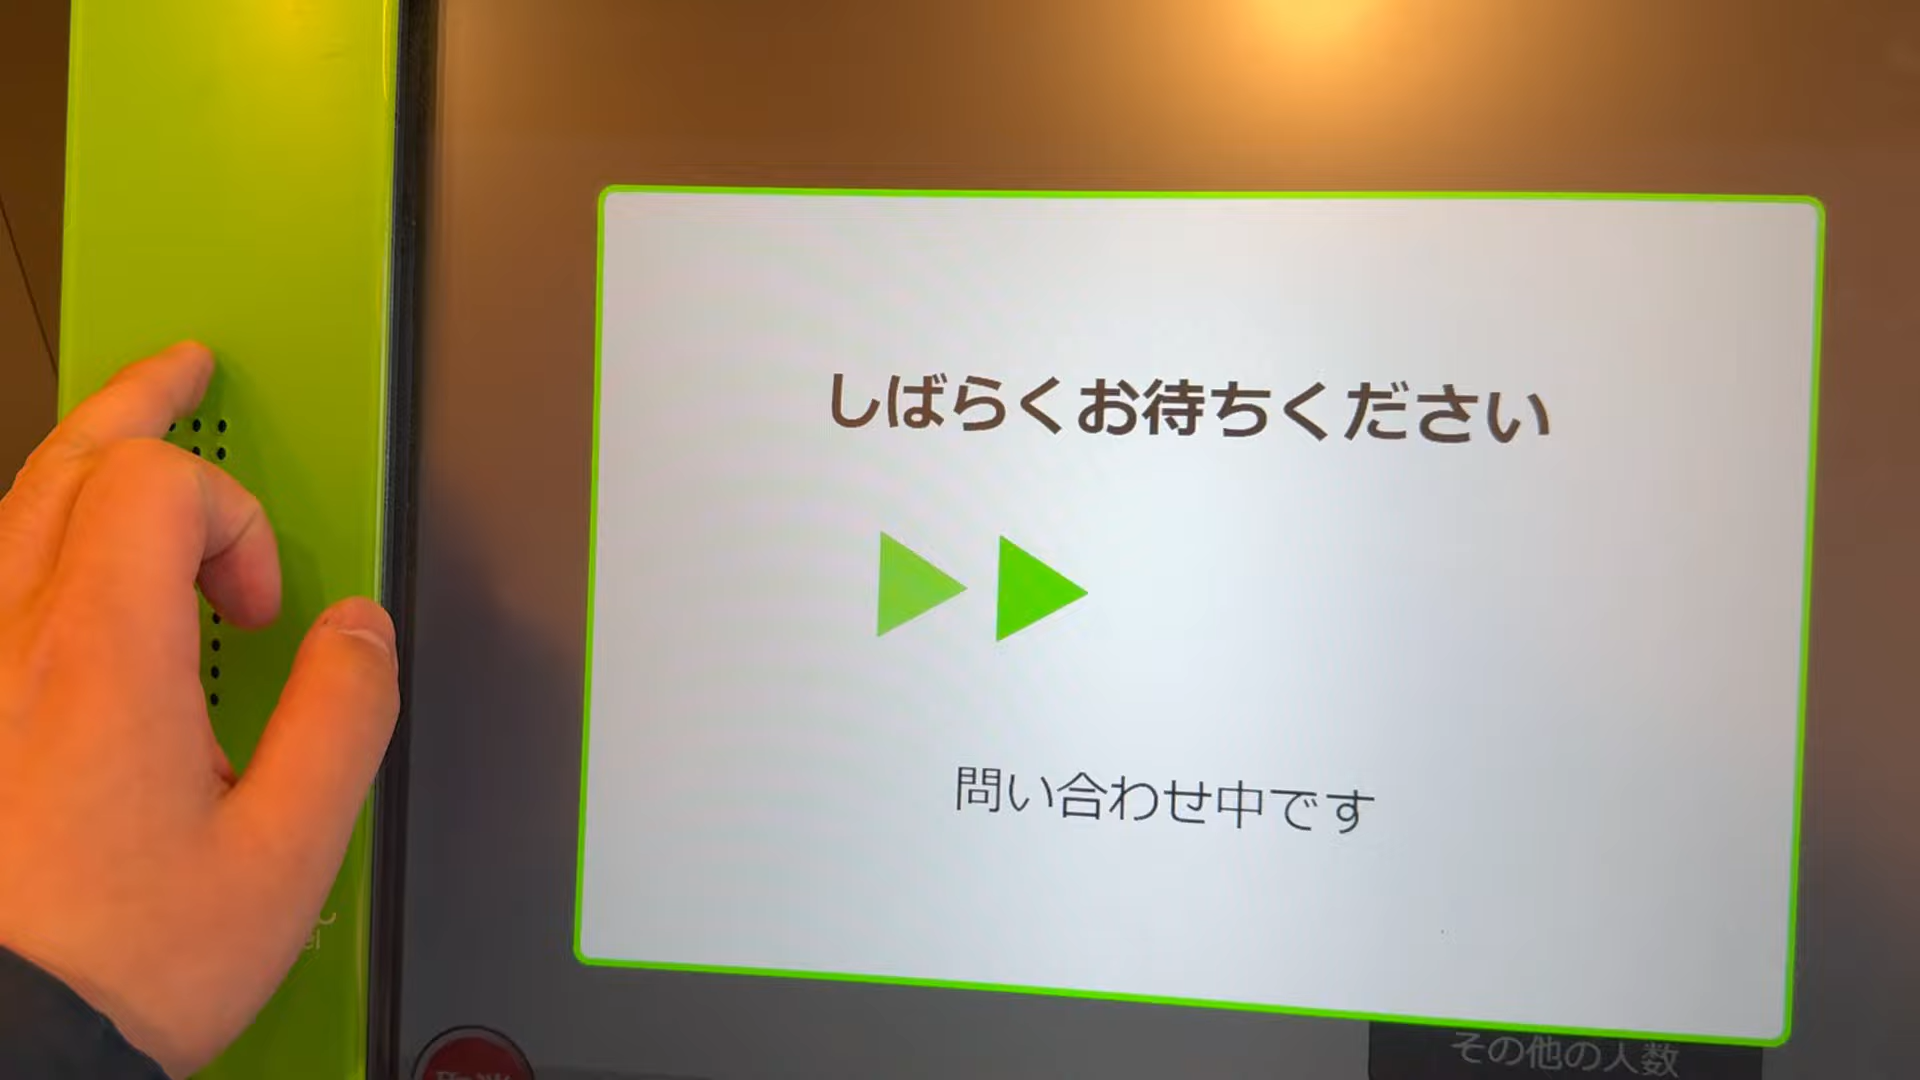 しばらくお待ちください
問い合わせ中です
その他の人数